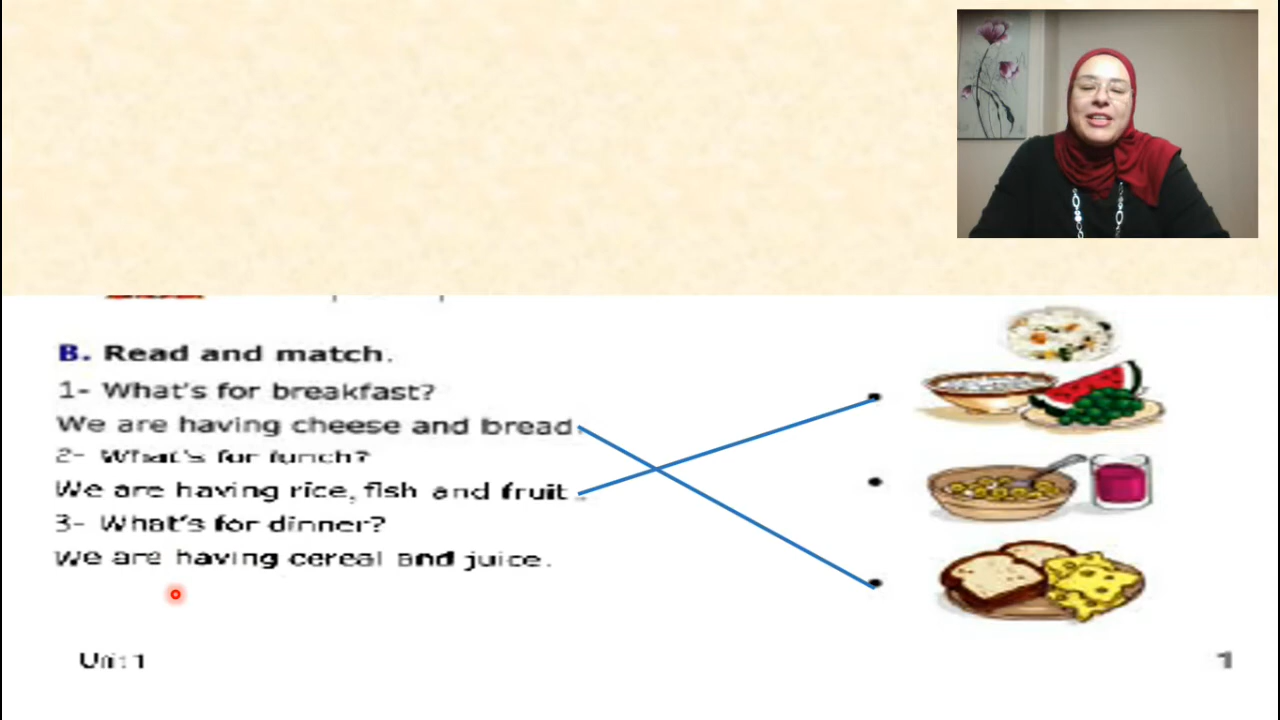 B. Read and match.
1- What's for breakfast?
We are having cheese and bread.
2- What's for lunch?
We are having rice, fish and fruit.
3- What's for dinner?
We are having cereal and juice.
Unit 1
1